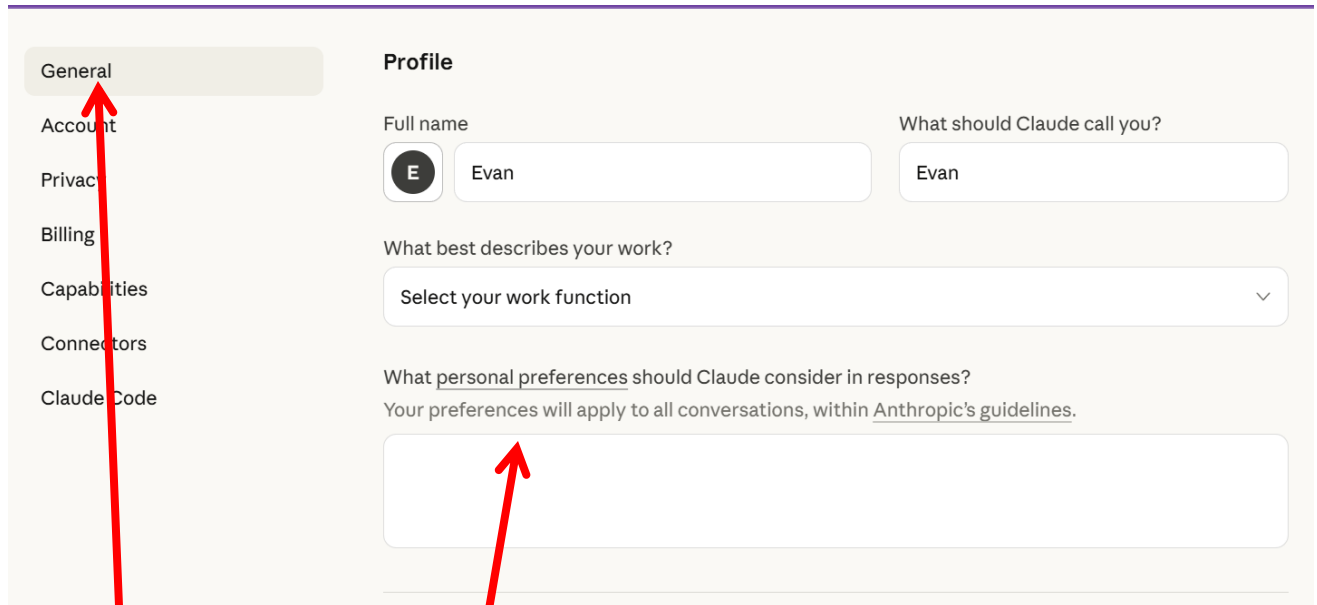 General
Account
Privacy
Billing
Capabilities
Connectors
Claude Code
Profile
Full name
What should Claude call you?
E
Evan
Evan
What best describes your work?
Select your work function
What personal preferences should Claude consider in responses?
Your preferences will apply to all conversations, within Anthropic's guidelines.